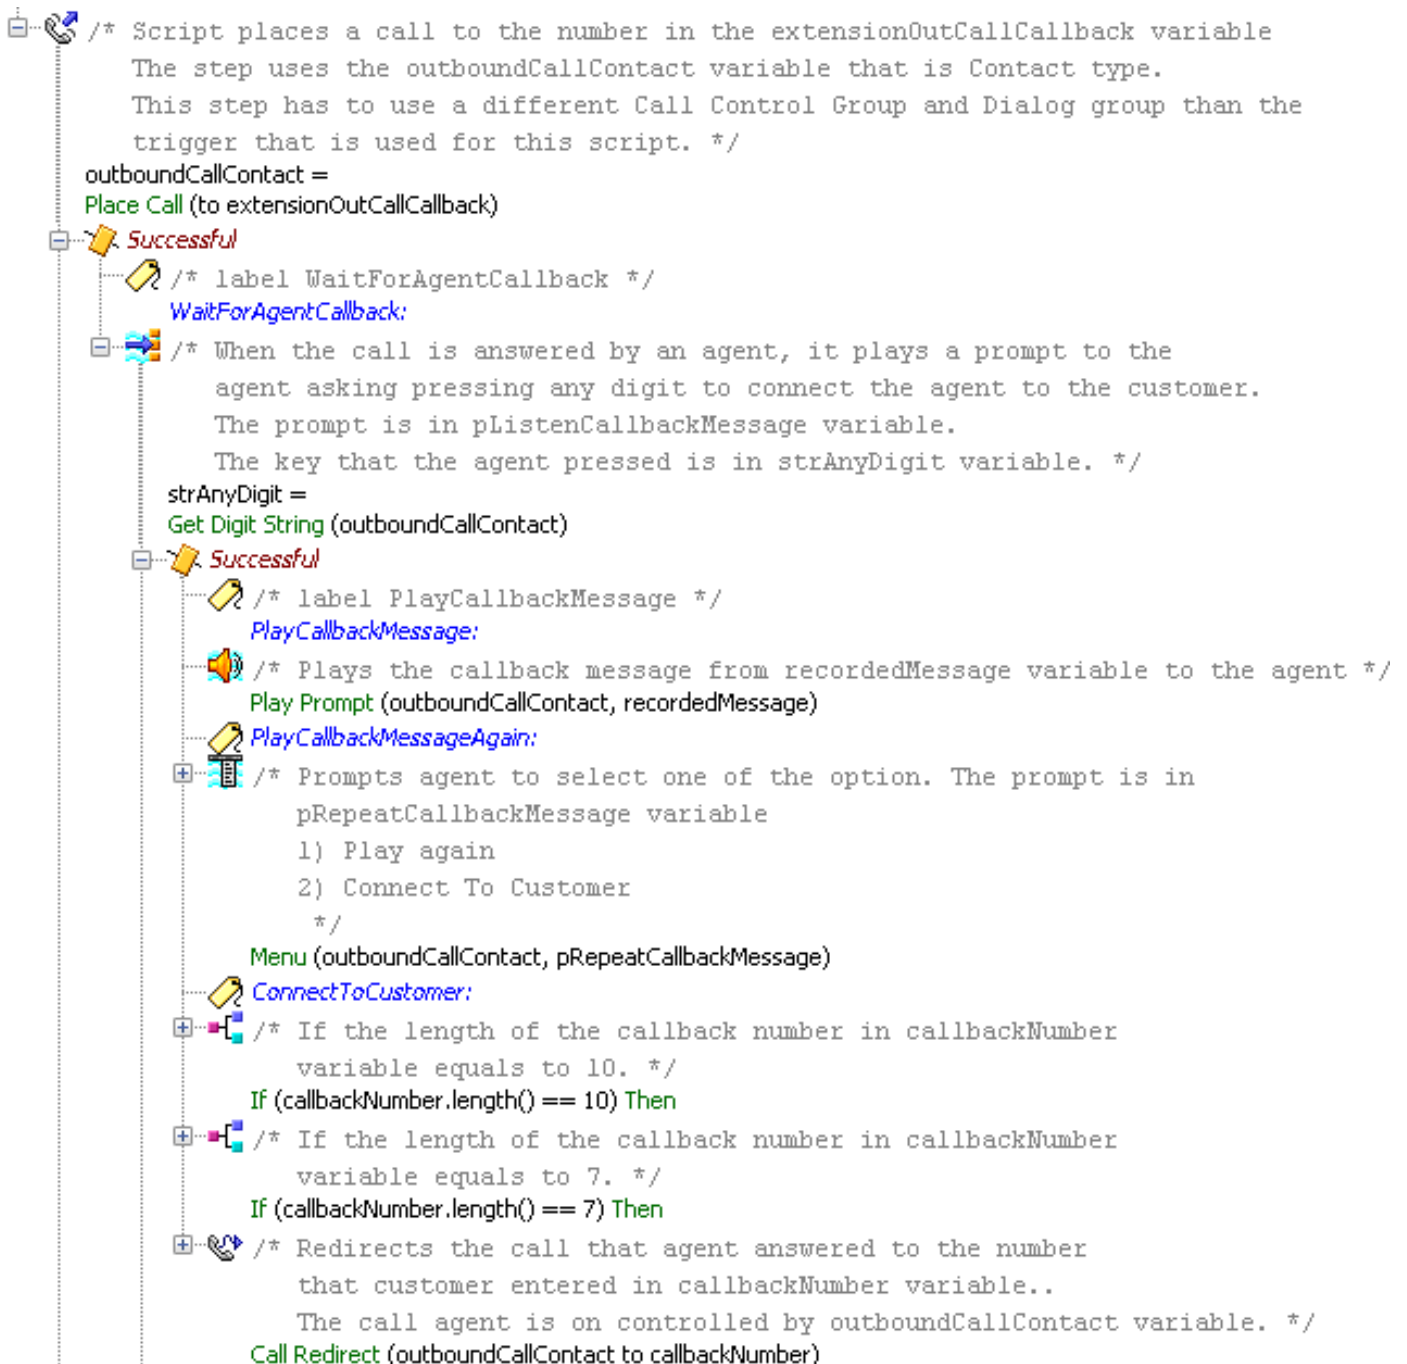 /* Script places a call to the number in the extensionOutCallCallback variable
The step uses the outboundCallContact variable that is Contact type.
This step has to use a different Call Control Group and Dialog group than the
trigger that is used for this script. */
outboundCallContact =
Place Call (to extensionOutCallCallback)
Successful
/* label WaitForAgentCallback */
WaitForAgentCallback:
/* When the call is answered by an agent, it plays a prompt to the
agent asking pressing any digit to connect the agent to the customer.
The prompt is in pListenCallbackMessage variable.
The key that the agent pressed is in strAnyDigit variable. */
strAnyDigit =
Get Digit String (outboundCallContact)
Successful
/* label PlayCallbackMessage */
PlayCallbackMessage:
/* Plays the callback message from recordedMessage variable to the agent */
Play Prompt (outboundCallContact, recordedMessage)
PlayCallbackMessageAgain:
/* Prompts agent to select one of the option. The prompt is in
pRepeatCallbackMessage variable
1) Play again
2) Connect To Customer
*/
Menu (outboundCallContact, pRepeatCallbackMessage)
ConnectToCustomer:
/* If the length of the callback number in callbackNumber
variable equals to 10. */
If (callbackNumber.length() == 10) Then
/* If the length of the callback number in callbackNumber
variable equals to 7. */
If (callbackNumber.length() == 7) Then
/* Redirects the call that agent answered to the number
that customer entered in callbackNumber variable..
The call agent is on controlled by outboundCallContact variable. */
Call Redirect (outboundCallContact to callbackNumber)